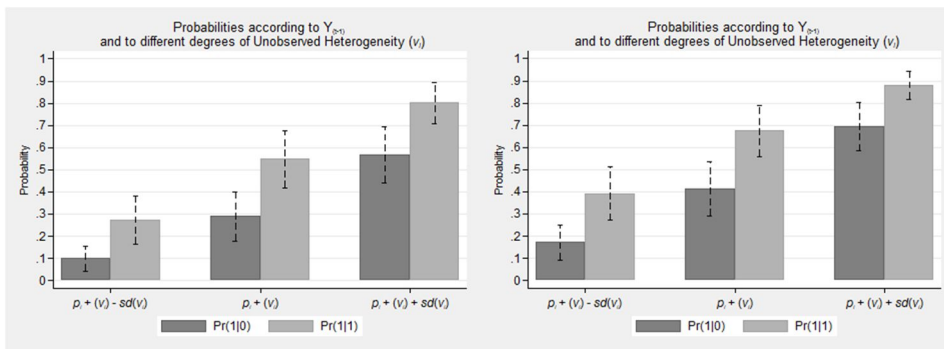 Probabilities according to Y(t-1)
and to different degrees of Unobserved Heterogeneity (vi)
1
.9
.8
.7
.6
.5
.4
.3
.2
.1
0
Probability
pi + (vi) - sd(vi)
pi + (vi)
pi + (vi) + sd(vi)
Pr(1|0)
Pr(1|1)
Probabilities according to Y(t-1)
and to different degrees of Unobserved Heterogeneity (vi)
1
.9
.8
.7
.6
.5
.4
.3
.2
.1
0
Probability
pi + (vi) - sd(vi)
pi + (vi)
pi + (vi) + sd(vi)
Pr(1|0)
Pr(1|1)